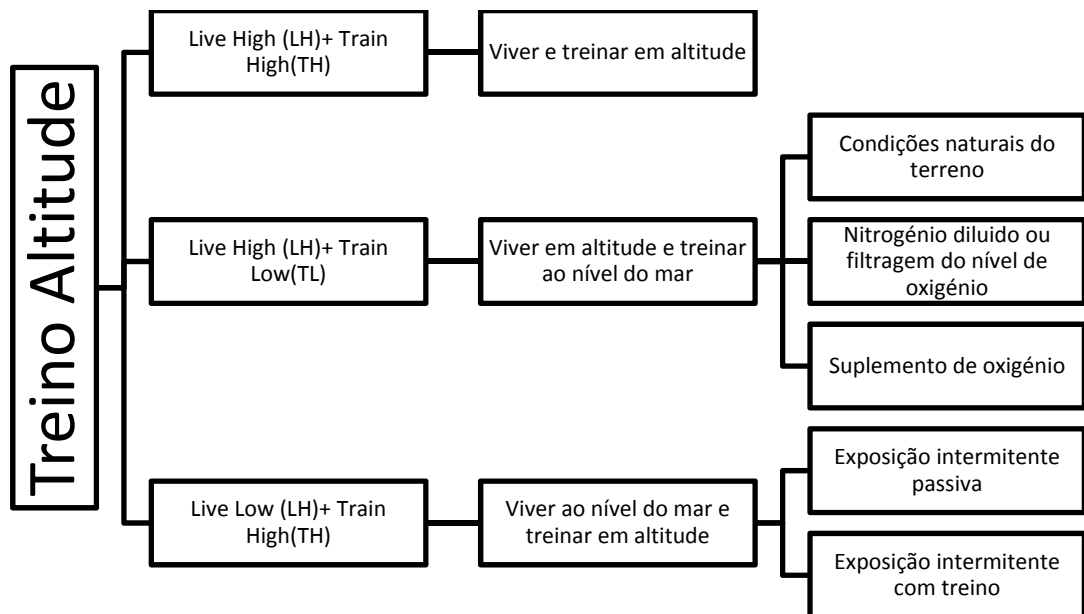 Treino Altitude
Live High (LH)+ Train
High(TH)
Viver e treinar em altitude
Live High (LH)+ Train
Low(TL)
Viver em altitude e treinar
ao nível do mar
Condições naturais do
terreno
Nitrogénio diluido ou
filtragem do nível de
oxigénio
Suplemento de oxigénio
Live Low (LH)+ Train
High(TH)
Viver ao nível do mar e
treinar em altitude
Exposição intermitente
passiva
Exposição intermitente
com treino